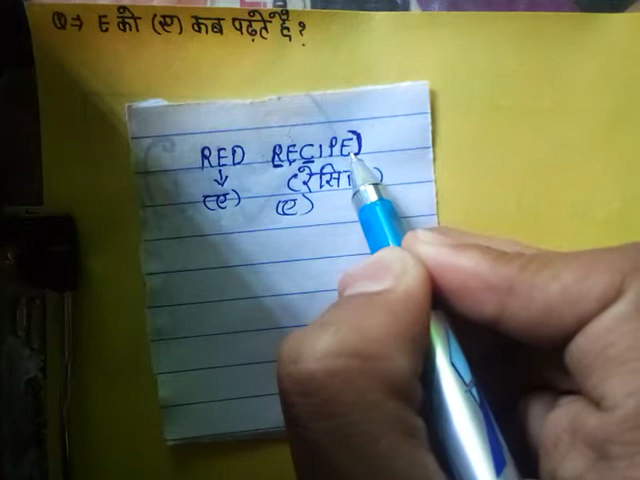 Q → E को (ए) कब पढ़ते है?
RED RECIPE
(रेसि
(ए) (ए)